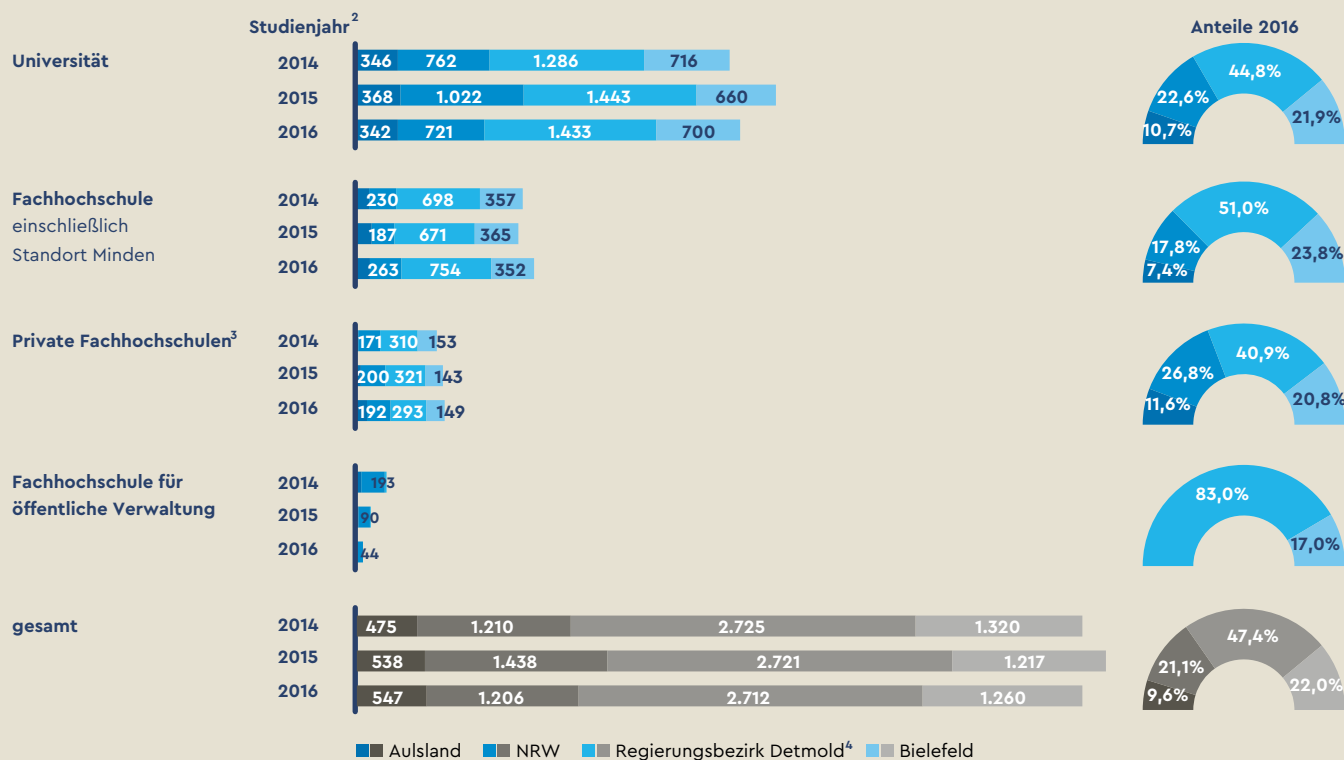 Studienjahr² Anteile 2016
Universität 2014 346 762 1.286 716
2015 368 1.022 1.443 660
2016 342 721 1.433 700
44,8%
22,6%
21,9%
10,7%
Fachhochschule 2014 230 698 357
einschließlich 2015 187 671 365
Standort Minden 2016 263 754 352
51,0%
17,8%
23,8%
7,4%
Private Fachhochschulen³ 2014 171 310 153
2015 200 321 143
2016 192 293 149
40,9%
26,8%
20,8%
11,6%
Fachhochschule für 2014 193
öffentliche Verwaltung 2015 90
2016 44
83,0%
17,0%
gesamt 2014 475 1.210 2.725 1.320
2015 538 1.438 2.721 1.217
2016 547 1.206 2.712 1.260
47,4%
21,1%
22,0%
9,6%
Aulsland NRW Regierungsbezirk Detmold⁴ Bielefeld